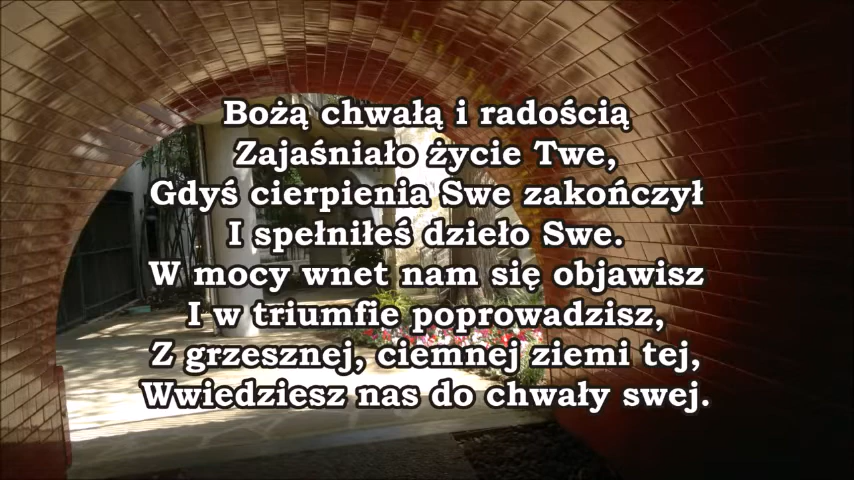 Bożą chwałą i radością
Zajaśniało życie Twe,
Gdyś cierpienia Swe zakończył
I spełniłeś dzieło Swe.
W mocy wnet nam się objawisz
I w triumfie poprowadzisz,
Z grzesznej, ciemnej ziemi tej,
Wwiedziesz nas do chwały swej.